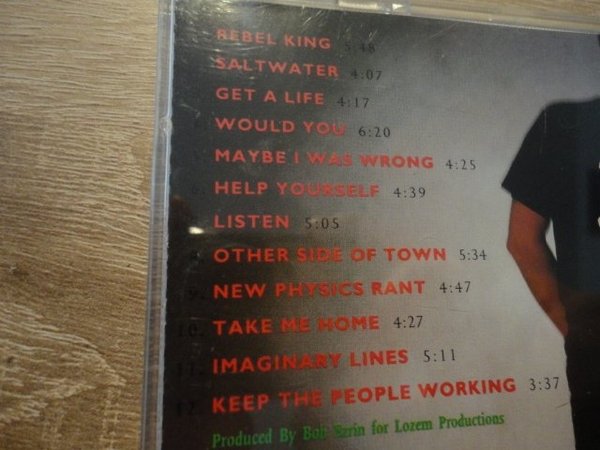 REBEL KING 5:48
SALTWATER 4:07
GET A LIFE 4:17
WOULD YOU 6:20
MAYBE I WAS WRONG 4:25
HELP YOURSELF 4:39
LISTEN 5:05
8. OTHER SIDE OF TOWN 5:34
9. NEW PHYSICS RANT 4:47
10. TAKE ME HOME 4:27
11. IMAGINARY LINES 5:11
12. KEEP THE PEOPLE WORKING 3:37
Produced By Bob Ezrin for Lozem Productions